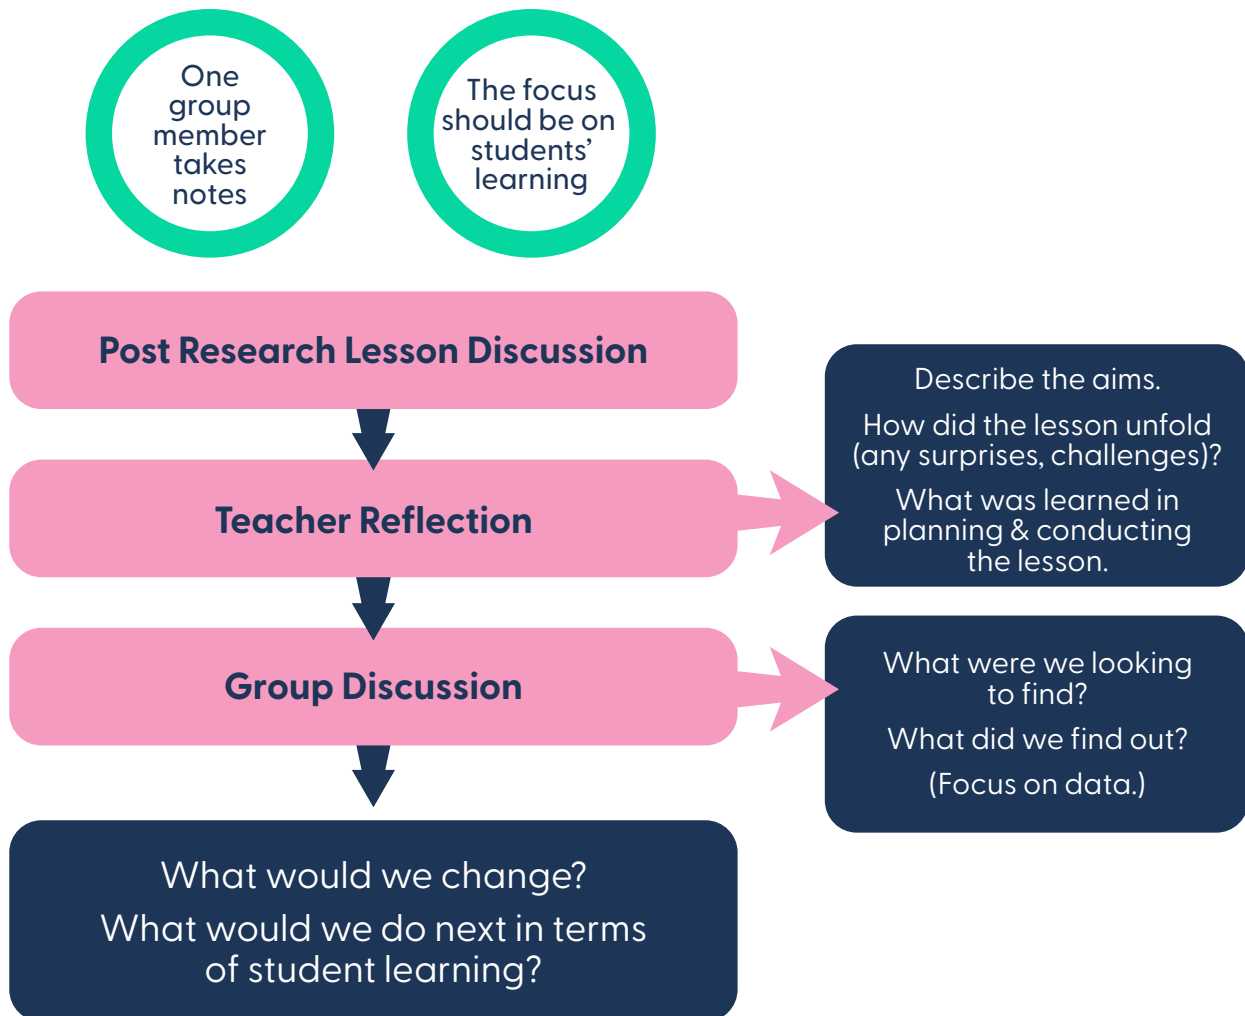 One
group
member
takes
notes
The focus
should be on
students’
learning
Post Research Lesson Discussion
Teacher Reflection
Describe the aims.
How did the lesson unfold
(any surprises, challenges)?
What was learned in
planning & conducting
the lesson.
Group Discussion
What were we looking
to find?
What did we find out?
(Focus on data.)
What would we change?
What would we do next in terms
of student learning?